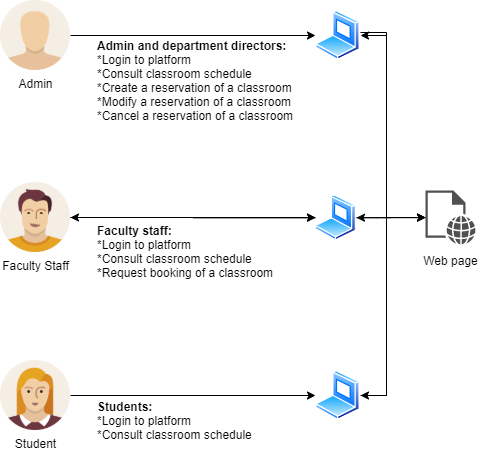 Admin and department directors:
*Login to platform
*Consult classroom schedule
*Create a reservation of a classroom
*Modify a reservation of a classroom
*Cancel a reservation of a classroom
Admin
Faculty staff:
*Login to platform
*Consult classroom schedule
*Request booking of a classroom
Faculty Staff
Web page
Students:
*Login to platform
*Consult classroom schedule
Student